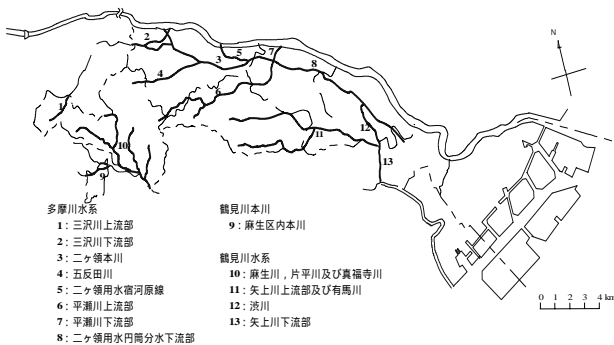 N
2
3
5
7
8
4
6
1
12
11
10
13
9
多摩川水系
1：三沢川上流部
2：三沢川下流部
3：二ヶ領本川
4：五反田川
5：二ヶ領用水宿河原線
6：平瀬川上流部
7：平瀬川下流部
8：二ヶ領用水円筒分水下流部
鶴見川本川
9：麻生区内本川
鶴見川水系
10：麻生川，片平川及び真福寺川
11：矢上川上流部及び有馬川
12：渋川
13：矢上川下流部
0 1 2 3 4 km